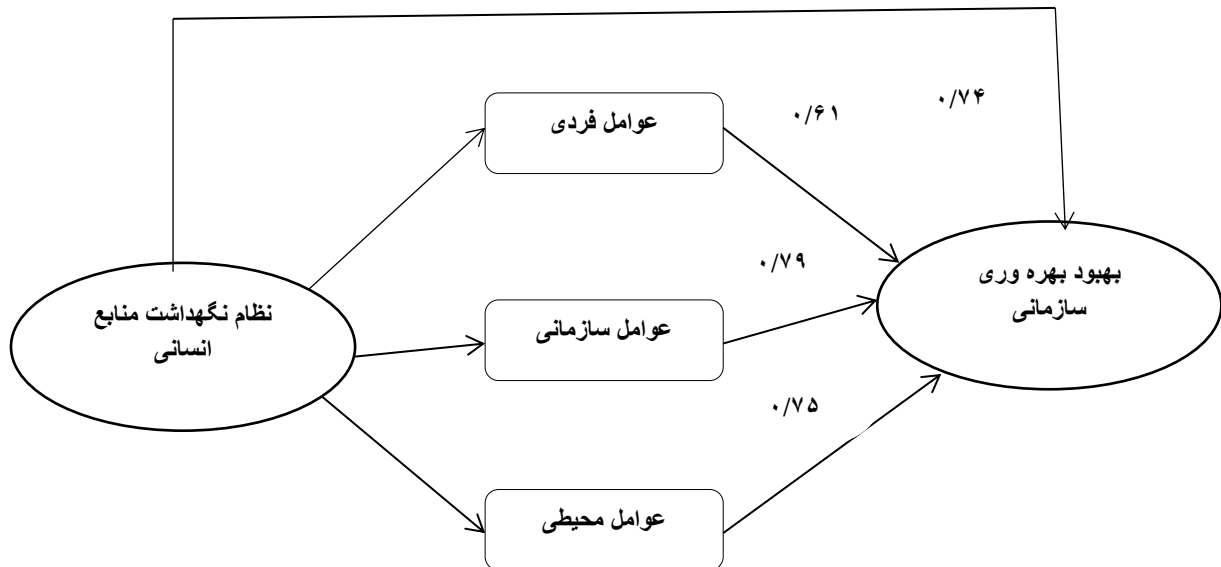 ۰/۷۴
۰/۶۱
عوامل فردی
۰/۷۹
بهبود بهره وری
سازمانی
نظام نگهداشت منابع
انسانی
عوامل سازمانی
۰/۷۵
عوامل محیطی